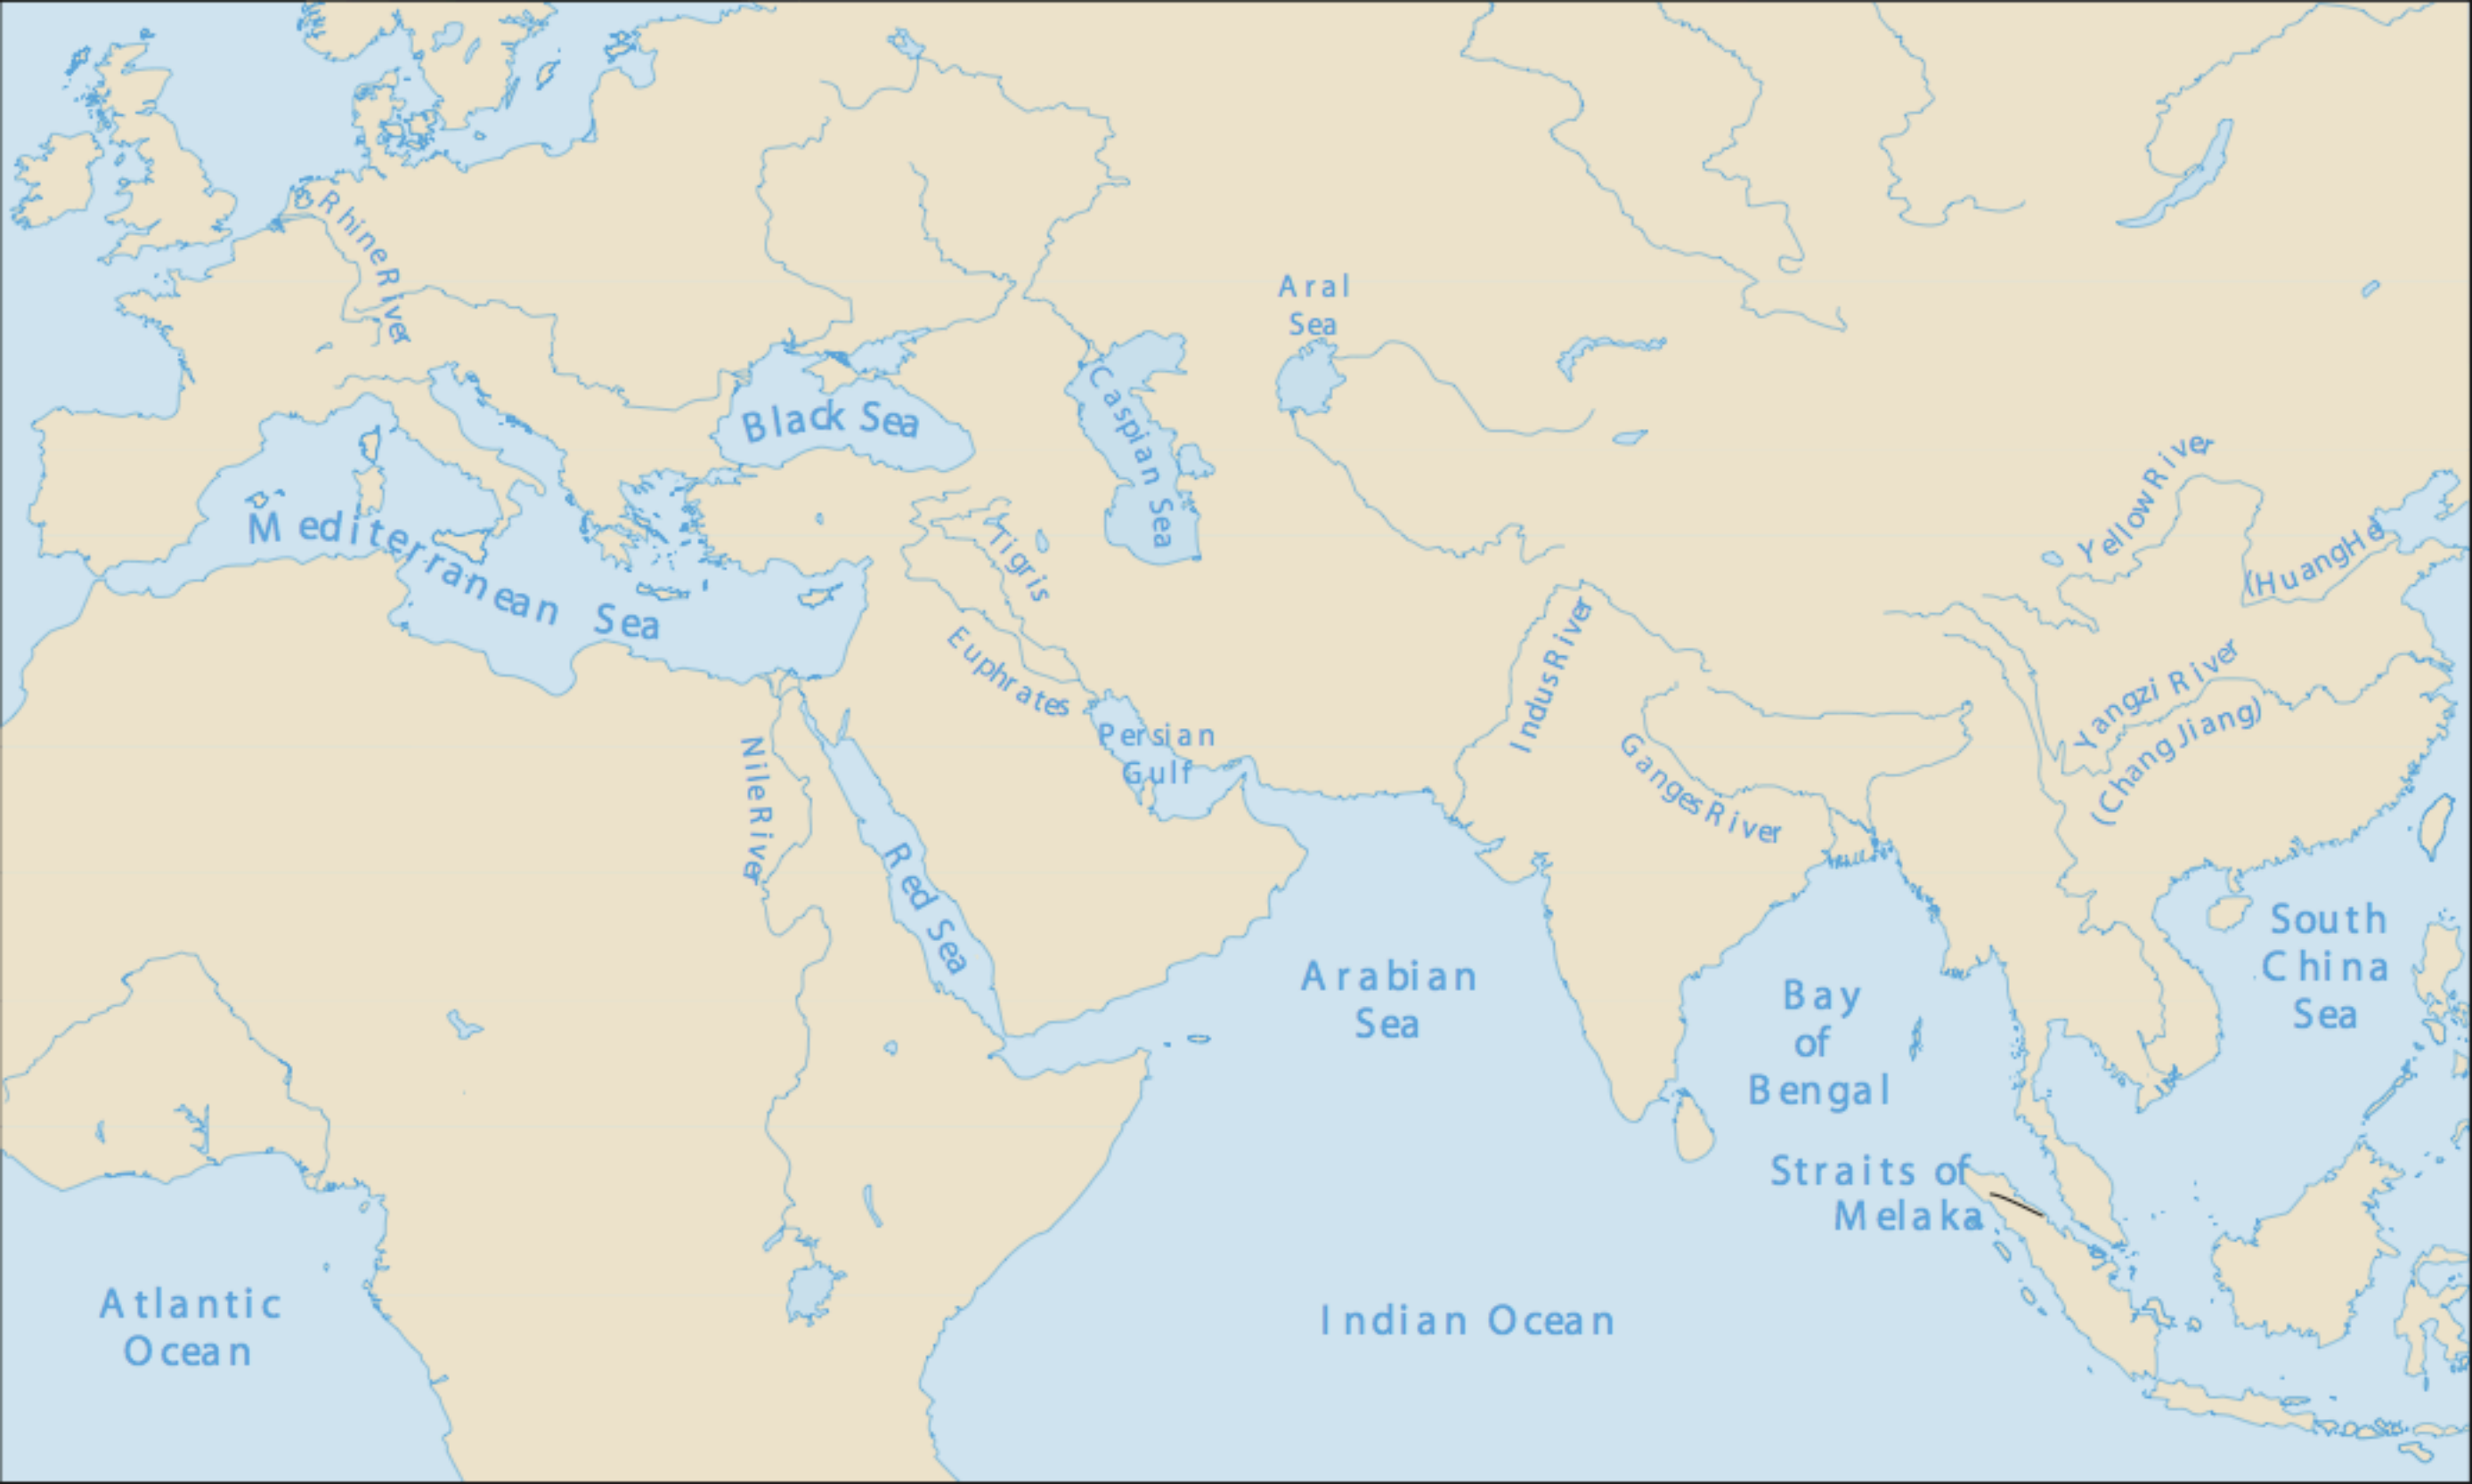 Rhine River
Aral
Sea
Black Sea
Caspian Sea
Mediterranean Sea
Tigris
Euphrates
Yellow River
(Huang He)
Indus River
Yangzi River
(Chang Jiang)
Persian
Gulf
Nile River
Ganges River
Red Sea
Arabian
Sea
Bay
of
Bengal
South
China
Sea
Straits of
Melaka
Atlantic
Ocean
Indian Ocean